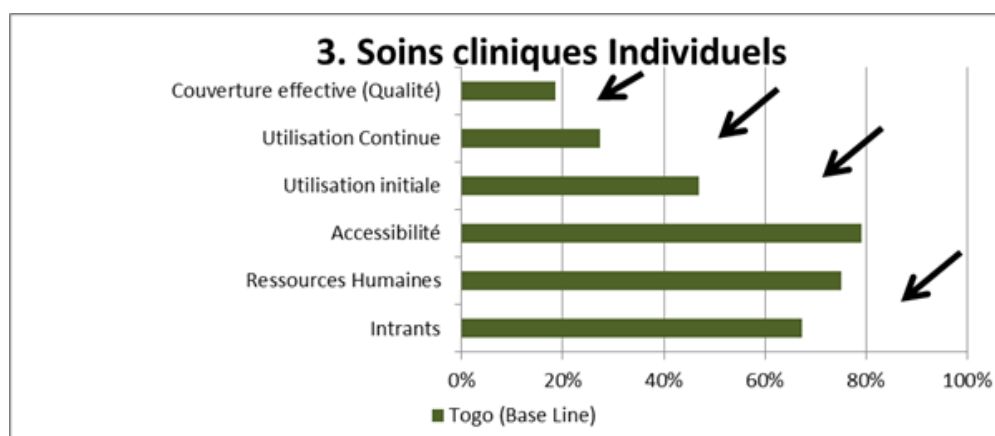 3. Soins cliniques Individuels
Couverture effective (Qualité)
Utilisation Continue
Utilisation initiale
Accessibilité
Ressources Humaines
Intrants
0% 20% 40% 60% 80% 100%
Togo (Base Line)